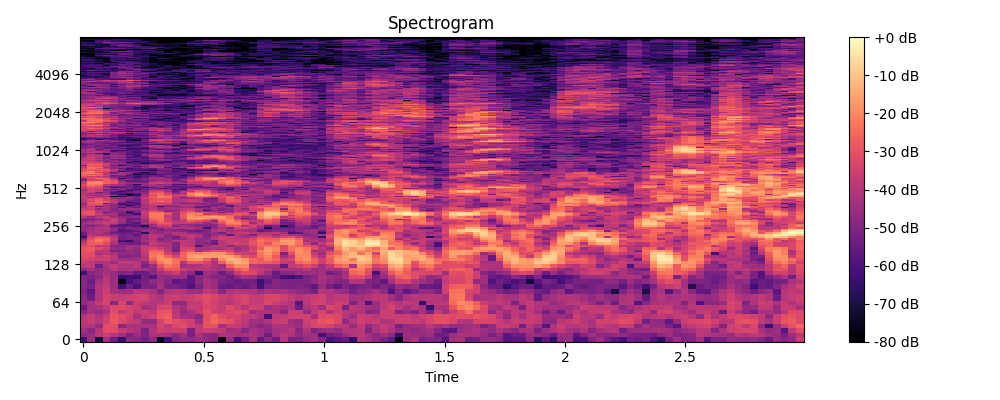 Spectrogram
Hz
4096
2048
1024
512
256
128
64
0
0
0.5
1
1.5
2
2.5
Time
+0 dB
-10 dB
-20 dB
-30 dB
-40 dB
-50 dB
-60 dB
-70 dB
-80 dB